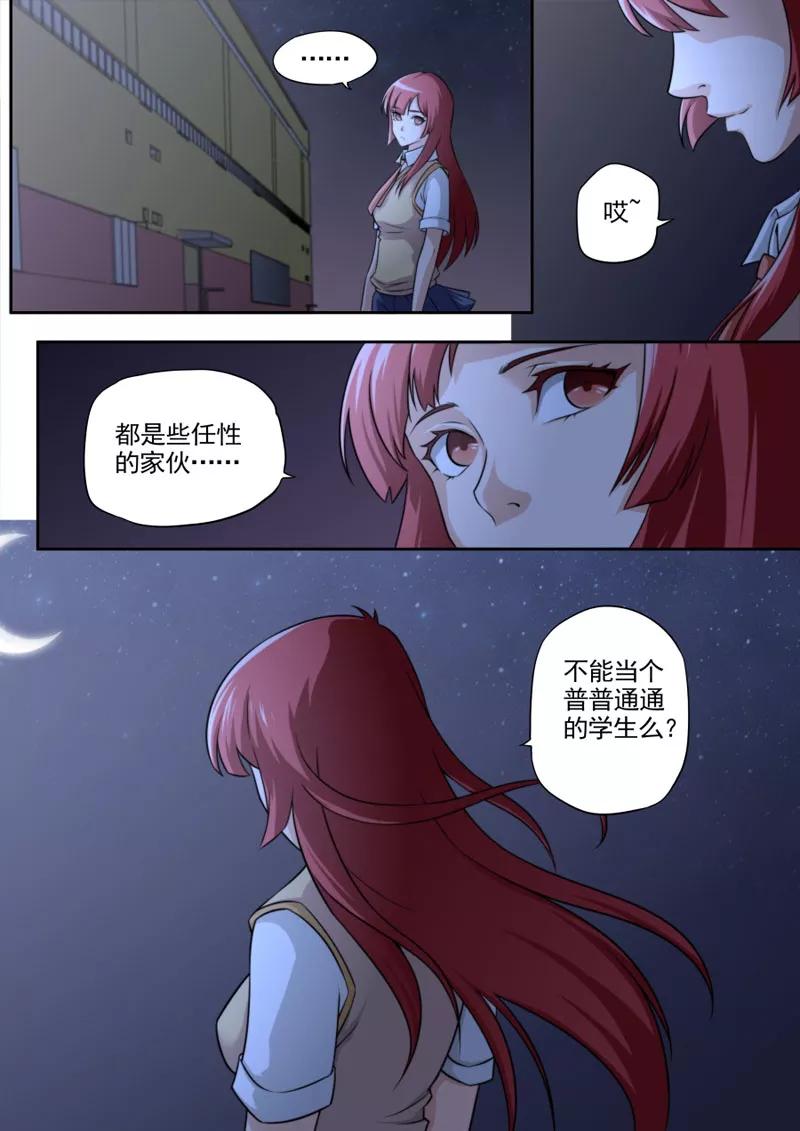 ……
哎~
都是些任性
的家伙……
不能当个
普普通通
的学生么？